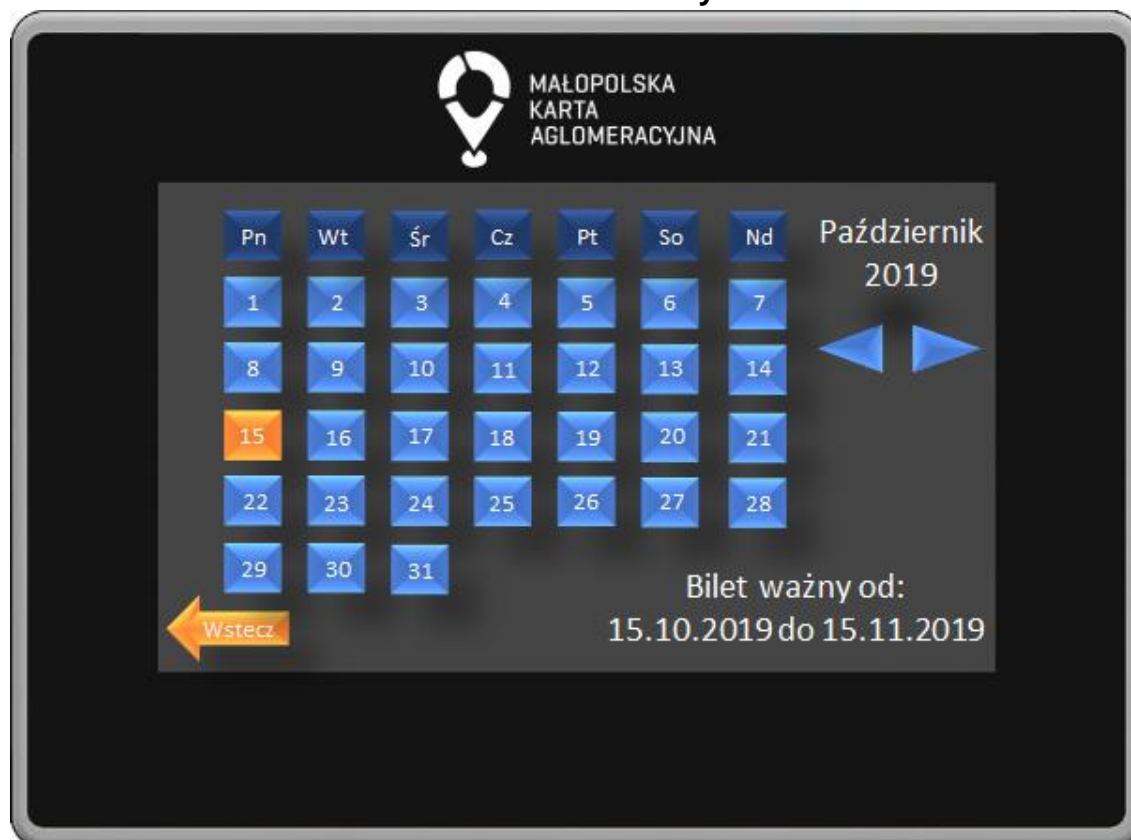 MAŁOPOLSKA
KARTA
AGLOMERACYJNA
Pn Wt Śr Cz Pt So Nd
Październik
2019
1 2 3 4 5 6 7
8 9 10 11 12 13 14
15 16 17 18 19 20 21
22 23 24 25 26 27 28
29 30 31
Bilet ważny od:
15.10.2019 do 15.11.2019
Wstecz